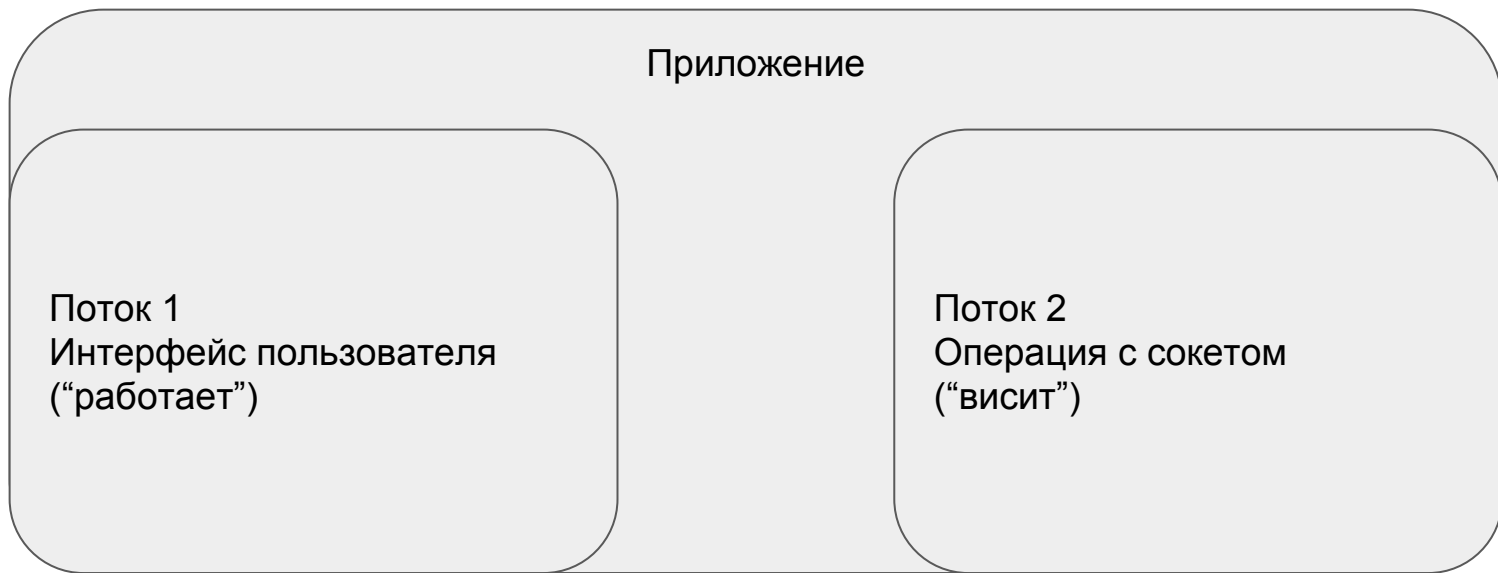 Приложение
Поток 1
Интерфейс пользователя
(“работает”)
Поток 2
Операция с сокетом
(“висит”)